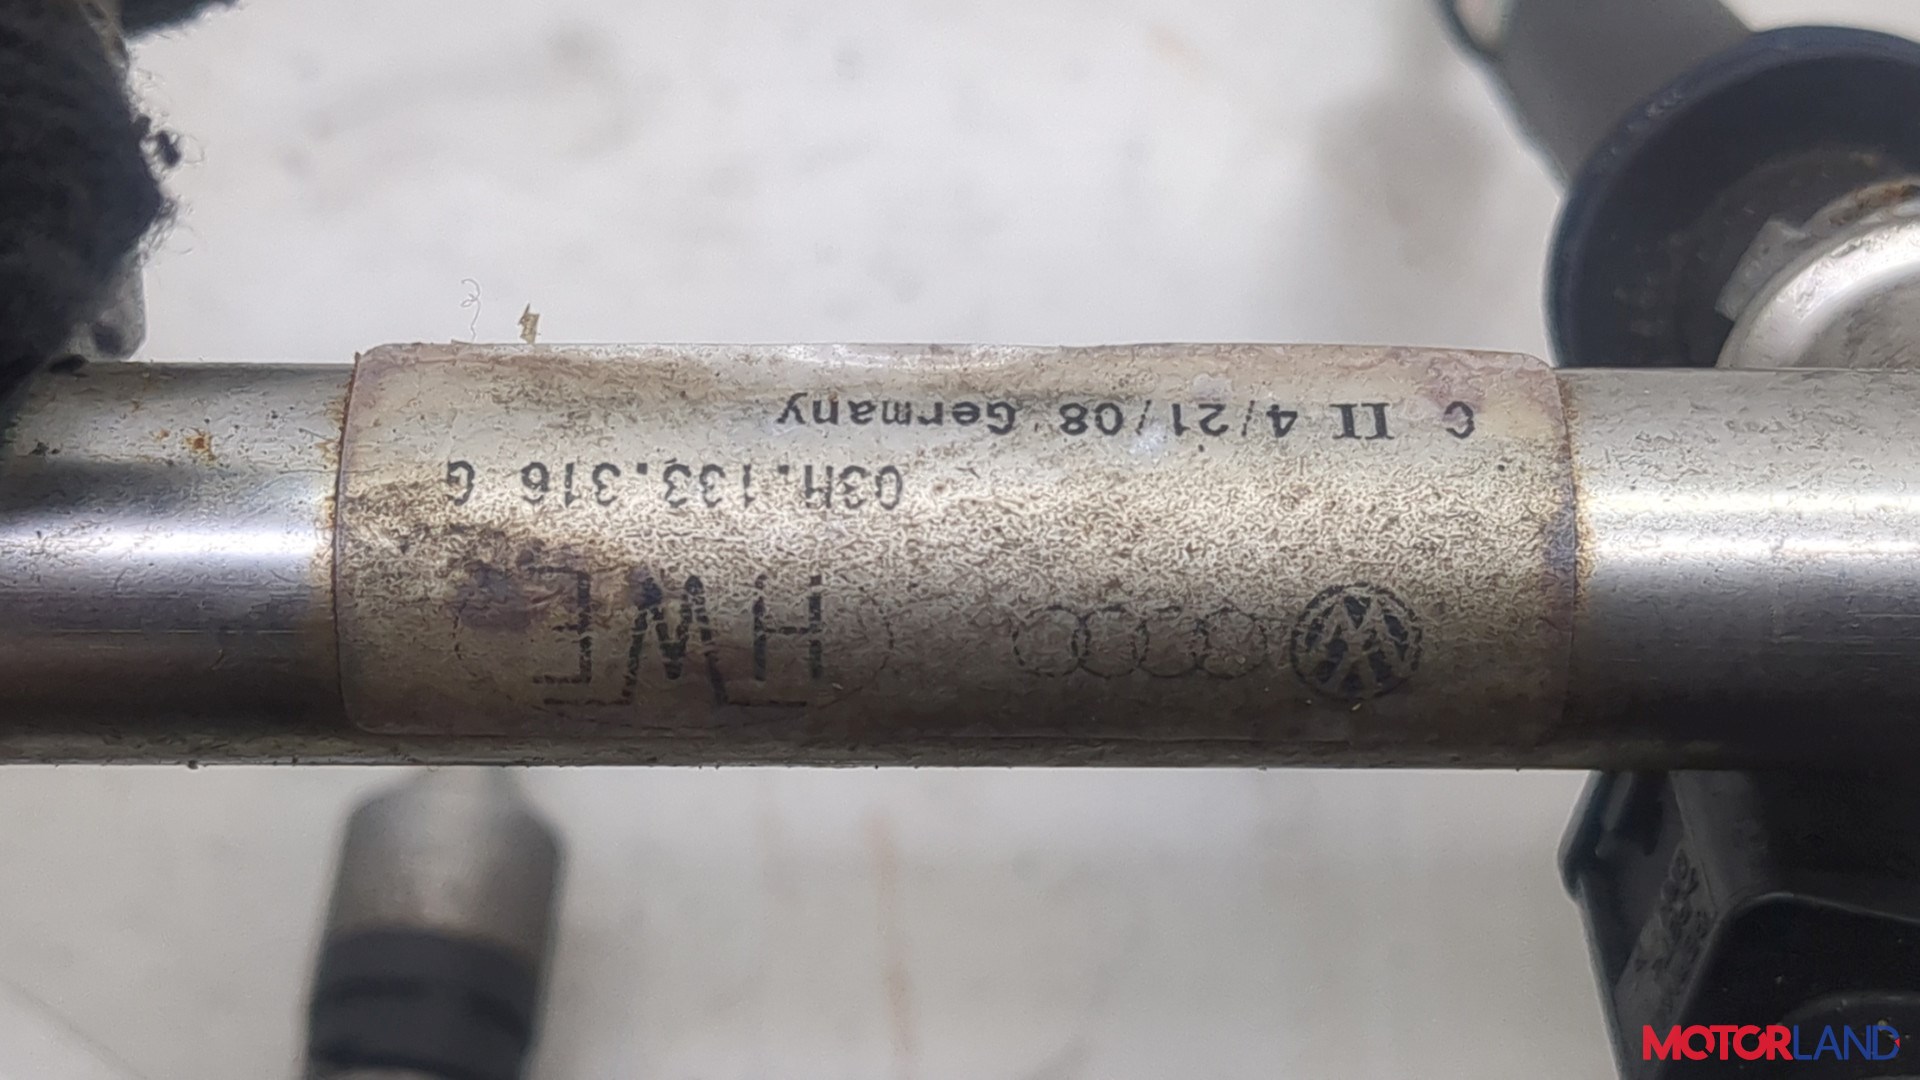 HWE
03H.133.316 G
C II 4/21/08 Germany
MOTORLAND